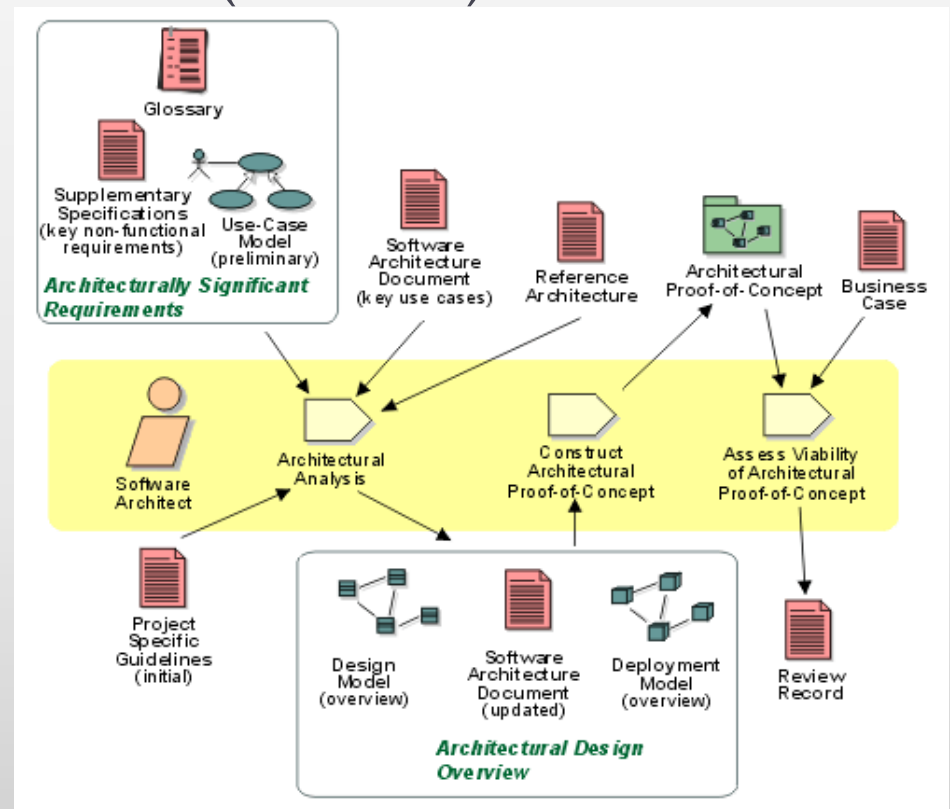 Glossary
Supplementary
Specifications
(key non-functional
requirements)
Use-Case
Model
(preliminary)
Architecturally Significant
Requirements
Software
Architecture
Document
(key use cases)
Reference
Architecture
Architectural
Proof-of-Concept
Business
Case
Software
Architect
Architectural
Analysis
Construct
Architectural
Proof-of-Concept
Assess Viability
of Architectural
Proof-of-Concept
Project
Specific
Guidelines
(initial)
Design
Model
(overview)
Software
Architecture
Document
(updated)
Deployment
Model
(overview)
Architectural Design
Overview
Review
Record